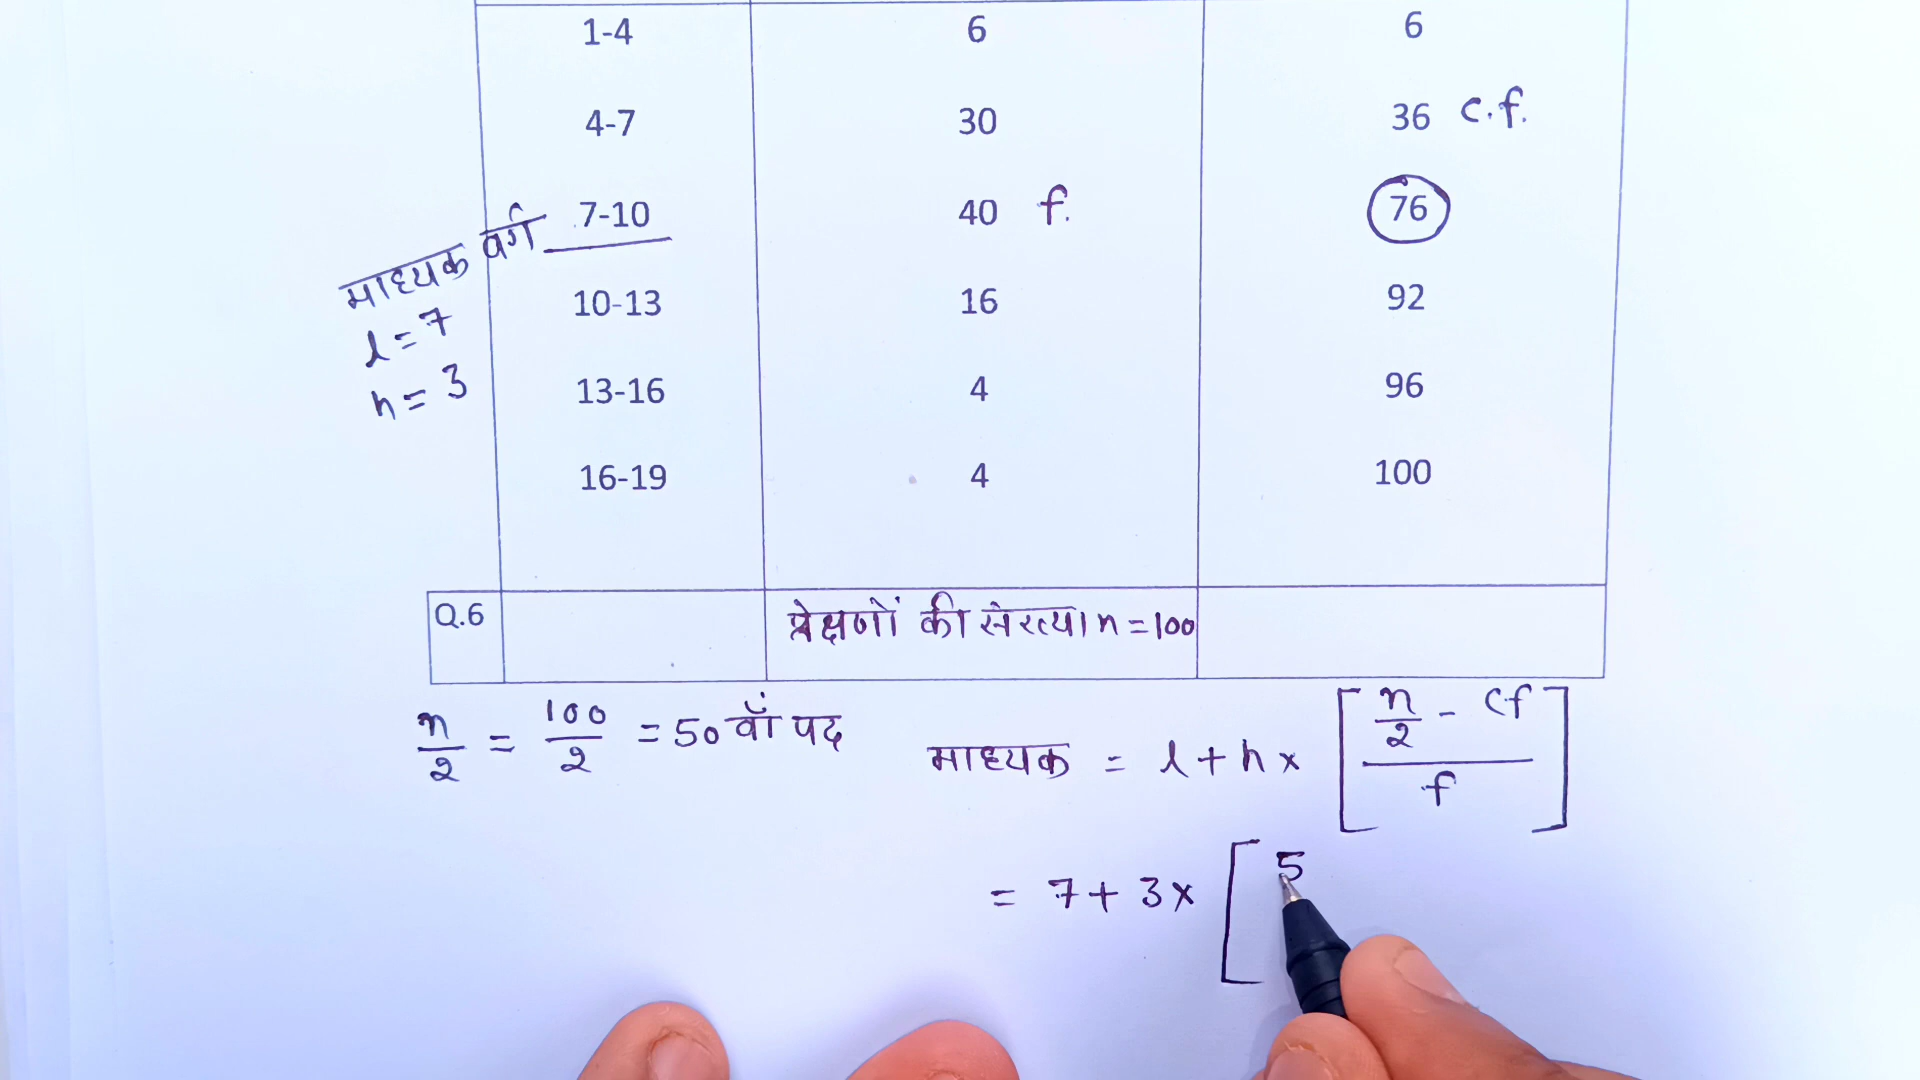 1-4 6 6
4-7 30 36 c.f.
माध्यक वर्ग 7-10 40 f. 76
l = 7
10-13 16 92
h = 3
13-16 4 96
16-19 4 100
Q.6 प्रेक्षणों की संख्या n = 100
n/2 = 100/2 = 50 वाँ पद
माध्यक = l + h × [ (n/2 - cf) / f ]
= 7 + 3 × [ 5